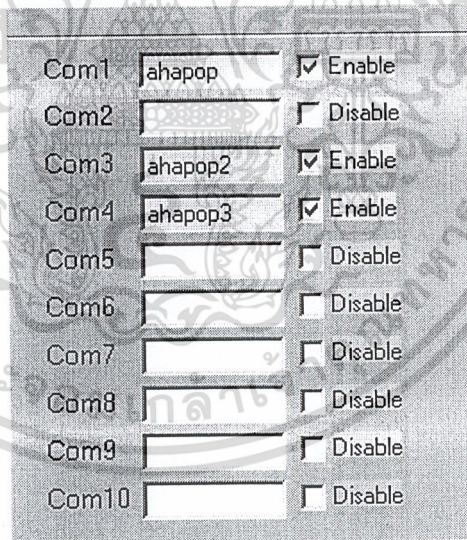 Com1 ahapop Enable
Com2 Disable
Com3 ahapop2 Enable
Com4 ahapop3 Enable
Com5 Disable
Com6 Disable
Com7 Disable
Com8 Disable
Com9 Disable
Com10 Disable